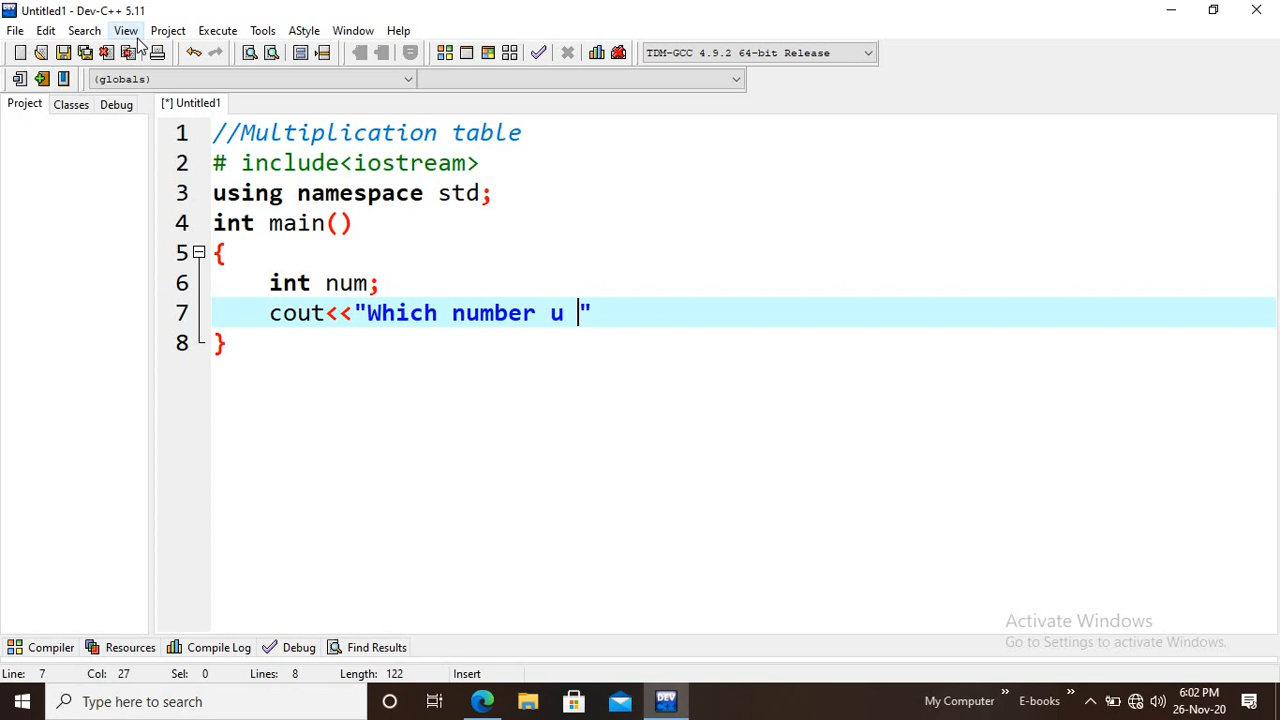 Untitled1 - Dev-C++ 5.11
File Edit Search View Project Execute Tools AStyle Window Help
TDM-GCC 4.9.2 64-bit Release
(globals)
Project Classes Debug [*] Untitled1
1 //Multiplication table
2 # include<iostream>
3 using namespace std;
4 int main()
5 {
6 int num;
7 cout<<"Which number u "
8 }
Activate Windows
Go to Settings to activate Windows.
Compiler Resources Compile Log Debug Find Results
Line: 7 Col: 27 Sel: 0 Lines: 8 Length: 122 Insert
Type here to search
DEV
My Computer » E-books »
6:02 PM
26-Nov-20